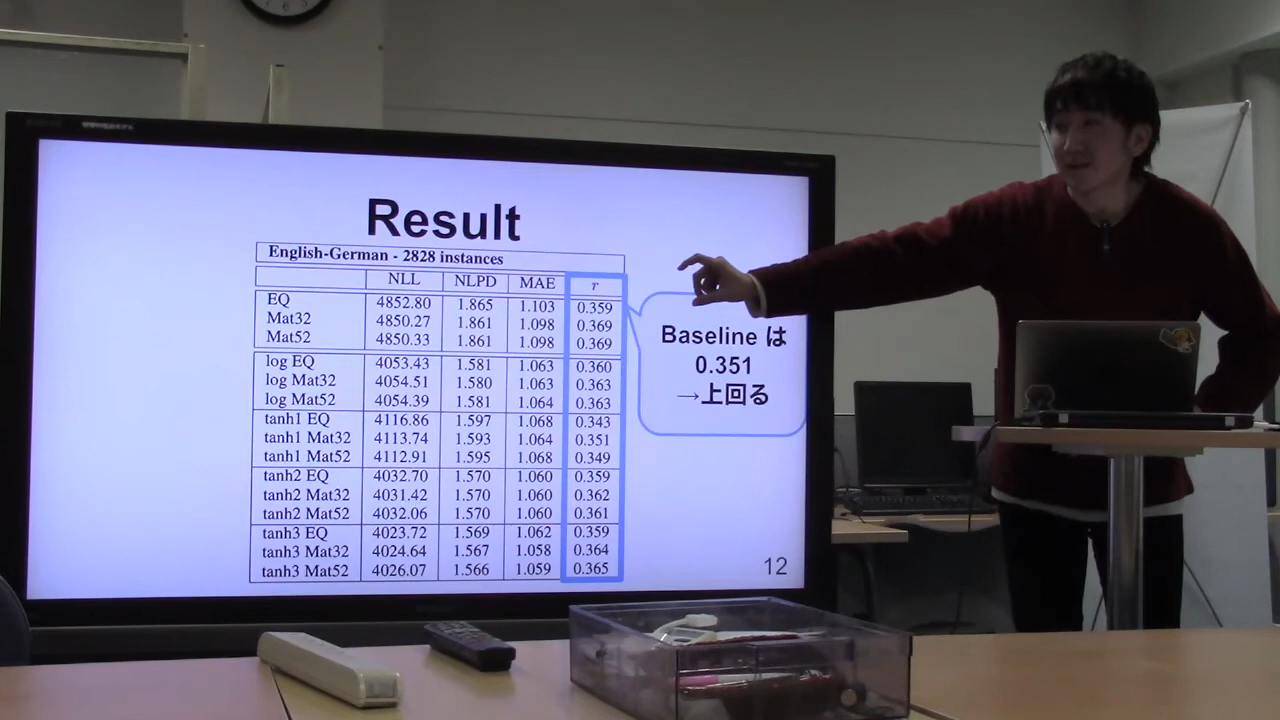 Result
English-German - 2828 instances
NLL NLPD MAE r
EQ 4852.80 1.865 1.103 0.359
Mat32 4850.27 1.861 1.098 0.369
Mat52 4850.33 1.861 1.098 0.369
log EQ 4053.43 1.581 1.063 0.360
log Mat32 4054.51 1.580 1.063 0.363
log Mat52 4054.39 1.581 1.064 0.363
tanh1 EQ 4116.86 1.597 1.068 0.343
tanh1 Mat32 4113.74 1.593 1.064 0.351
tanh1 Mat52 4112.91 1.595 1.068 0.349
tanh2 EQ 4032.70 1.570 1.060 0.359
tanh2 Mat32 4031.42 1.570 1.060 0.362
tanh2 Mat52 4032.06 1.570 1.060 0.361
tanh3 EQ 4023.72 1.569 1.062 0.359
tanh3 Mat32 4024.64 1.567 1.058 0.364
tanh3 Mat52 4026.07 1.566 1.059 0.365
Baseline は
0.351
→上回る
12